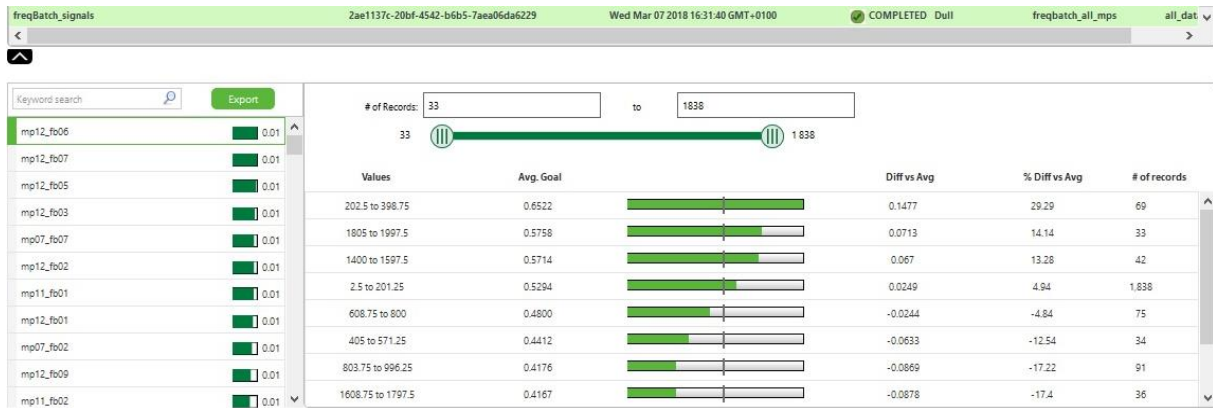 freqBatch_signals 2ae1137c-20bf-4542-b6b5-7aea06da6229 Wed Mar 07 2018 16:31:40 GMT+0100 COMPLETED Dull freqbatch_all_mps all_dat
Keyword search Export
# of Records: 33 to 1838
33 1 838
mp12_fb06 0.01
mp12_fb07 0.01
mp12_fb05 0.01
mp12_fb03 0.01
mp07_fb07 0.01
mp12_fb02 0.01
mp11_fb01 0.01
mp12_fb01 0.01
mp07_fb02 0.01
mp12_fb09 0.01
mp11_fb02 0.01
Values Avg. Goal Diff vs Avg % Diff vs Avg # of records
202.5 to 398.75 0.6522 0.1477 29.29 69
1805 to 1997.5 0.5758 0.0713 14.14 33
1400 to 1597.5 0.5714 0.067 13.28 42
2.5 to 201.25 0.5294 0.0249 4.94 1,838
608.75 to 800 0.4800 -0.0244 -4.84 75
405 to 571.25 0.4412 -0.0633 -12.54 34
803.75 to 996.25 0.4176 -0.0869 -17.22 91
1608.75 to 1797.5 0.4167 -0.0878 -17.4 36